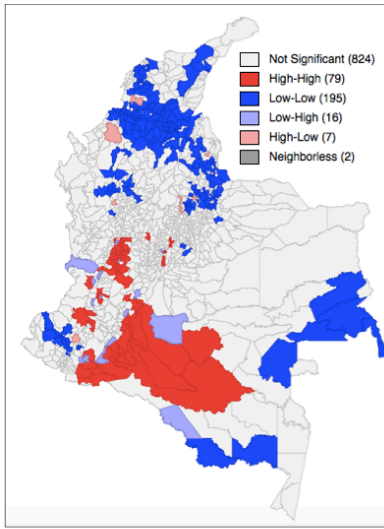 Not Significant (824)
High-High (79)
Low-Low (195)
Low-High (16)
High-Low (7)
Neighborless (2)